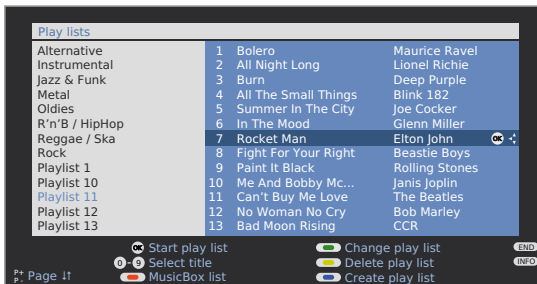 Play lists
Alternative 1 Bolero Maurice Ravel
Instrumental 2 All Night Long Lionel Richie
Jazz & Funk 3 Burn Deep Purple
Metal 4 All The Small Things Blink 182
Oldies 5 Summer In The City Joe Cocker
R'n'B / HipHop 6 In The Mood Glenn Miller
Reggae / Ska 7 Rocket Man Elton John OK
Rock 8 Fight For Your Right Beastie Boys
Playlist 1 9 Paint It Black Rolling Stones
Playlist 10 10 Me And Bobby Mc... Janis Joplin
Playlist 11 11 Can't Buy Me Love The Beatles
Playlist 12 12 No Woman No Cry Bob Marley
Playlist 13 13 Bad Moon Rising CCR
OK Start play list Change play list END
0-9 Select title Delete play list INFO
P+ P- Page ↓↑ MusicBox list Create play list